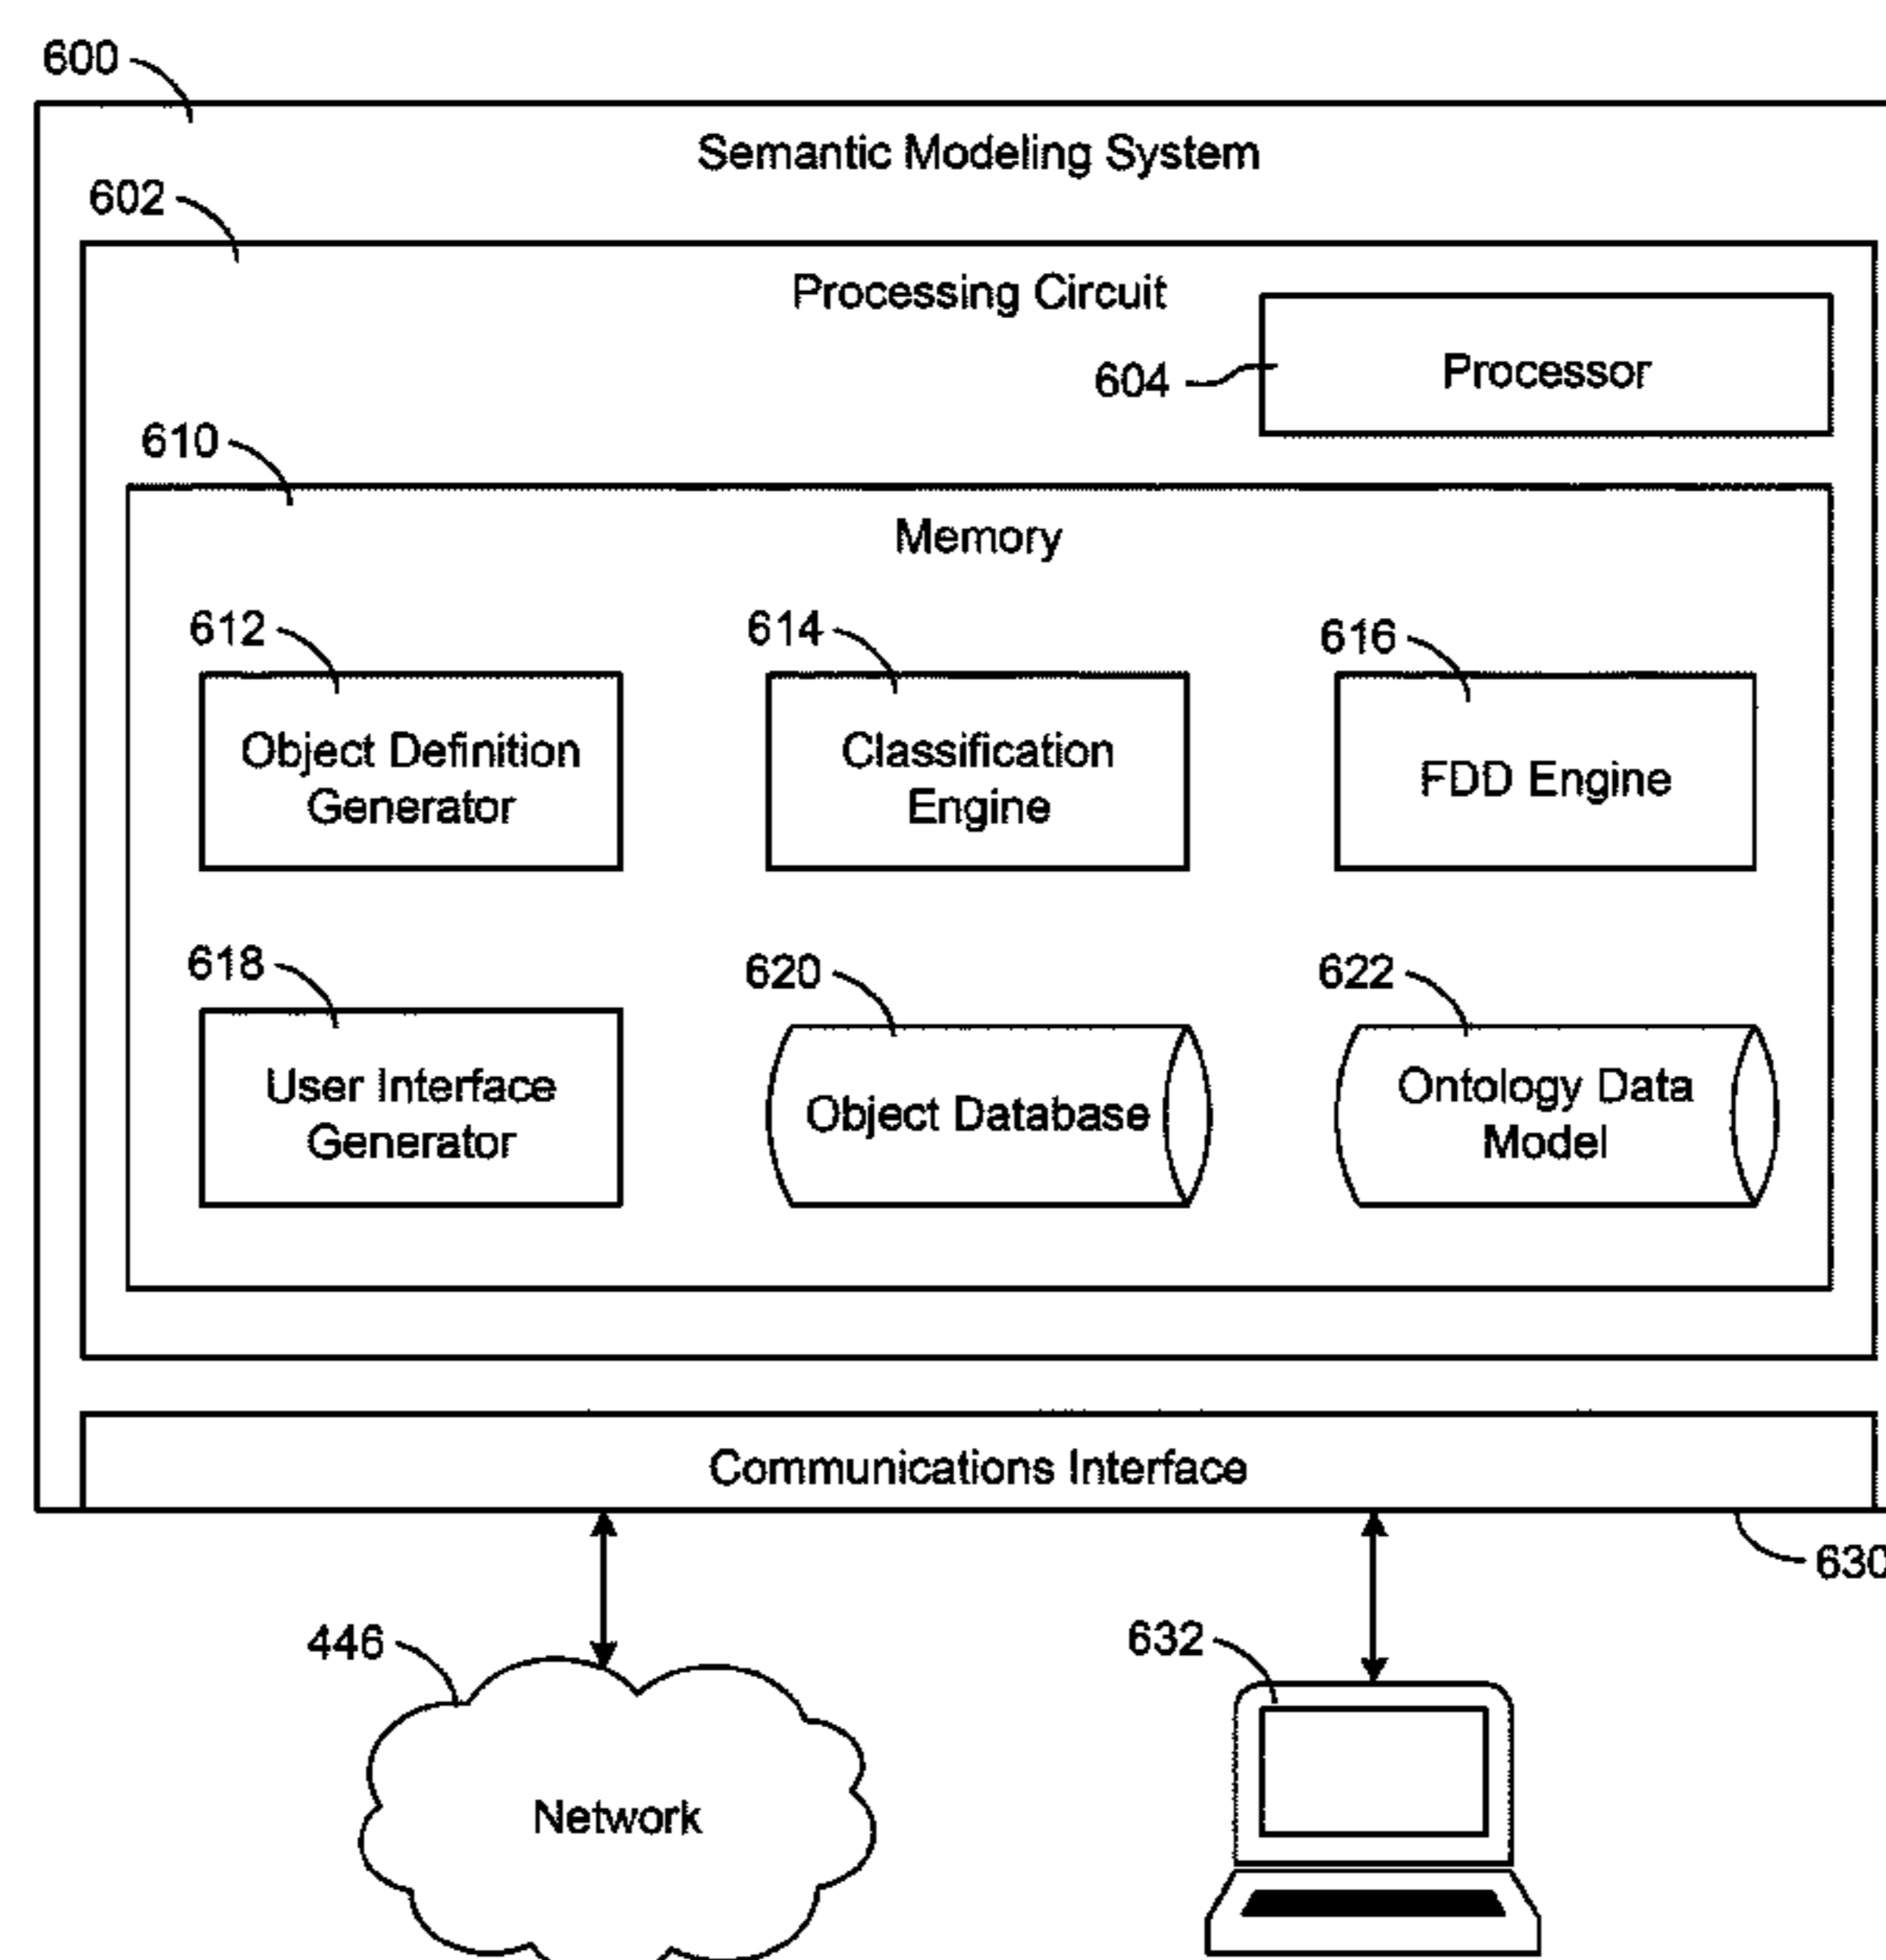 600
Semantic Modeling System
602
Processing Circuit
604
Processor
610
Memory
612
614
616
Object Definition
Generator
Classification
Engine
FDD Engine
618
620
622
User Interface
Generator
Object Database
Ontology Data
Model
Communications Interface
630
446
632
Network